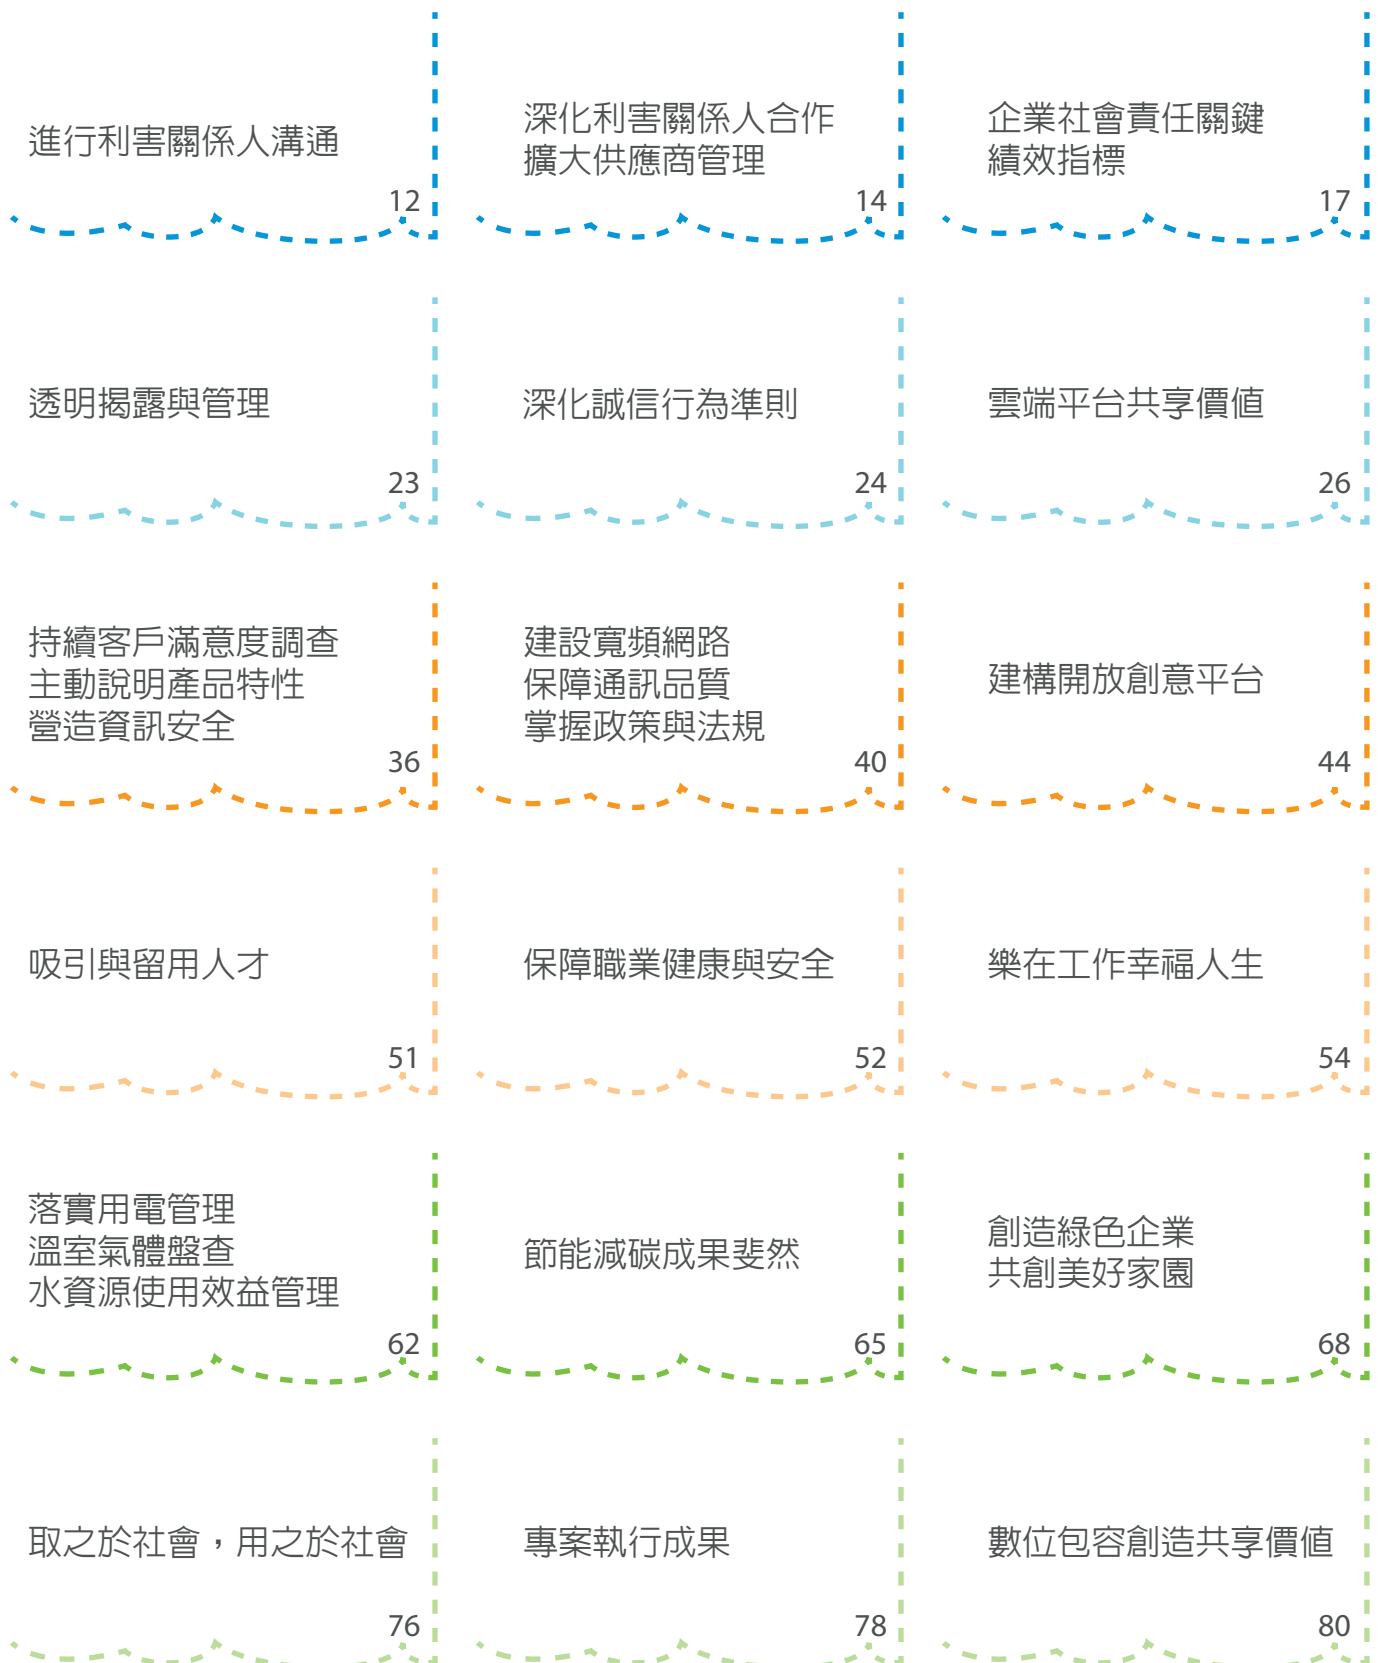 進行利害關係人溝通
12
深化利害關係人合作
擴大供應商管理
14
企業社會責任關鍵
績效指標
17
透明揭露與管理
23
深化誠信行為準則
24
雲端平台共享價值
26
持續客戶滿意度調查
主動說明產品特性
營造資訊安全
36
建設寬頻網路
保障通訊品質
掌握政策與法規
40
建構開放創意平台
44
吸引與留用人才
51
保障職業健康與安全
52
樂在工作幸福人生
54
落實用電管理
溫室氣體盤查
水資源使用效益管理
62
節能減碳成果斐然
65
創造綠色企業
共創美好家園
68
取之於社會，用之於社會
76
專案執行成果
78
數位包容創造共享價值
80